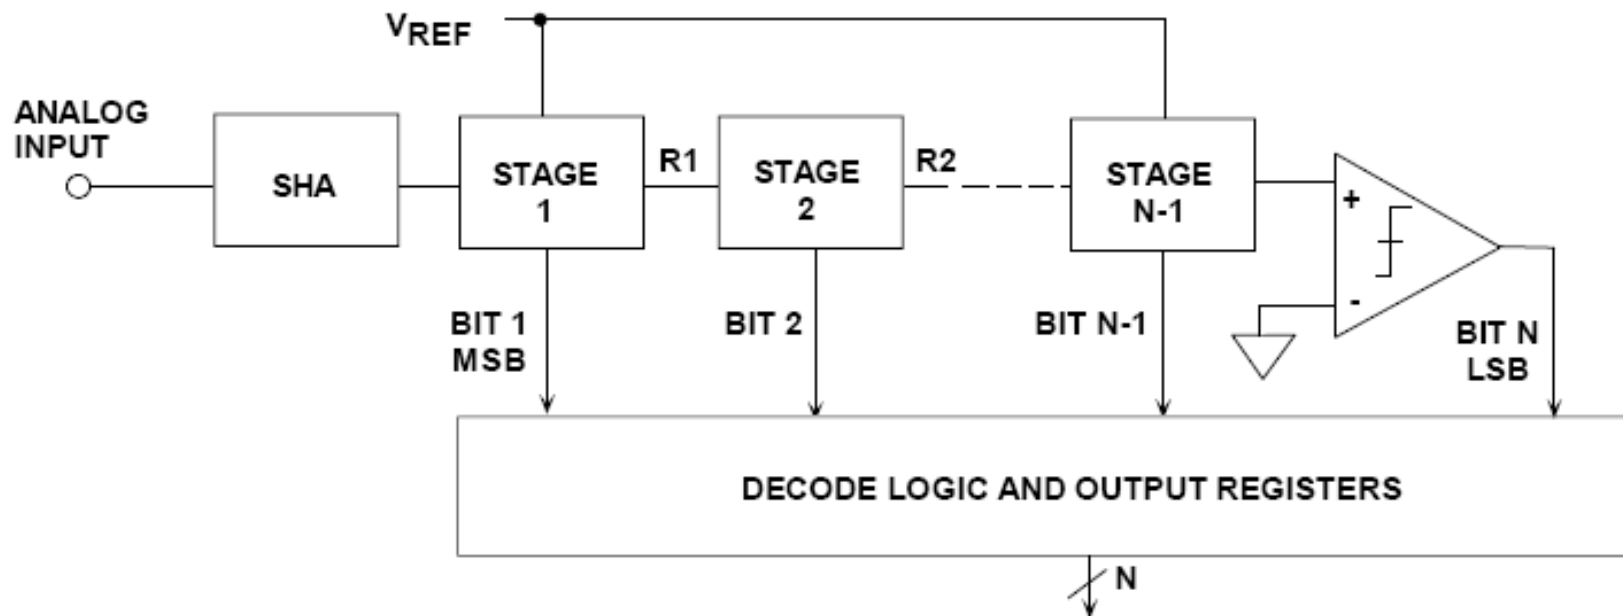 VREF
ANALOG
INPUT
SHA
STAGE
1
R1
STAGE
2
R2
STAGE
N-1
+
-
BIT 1
MSB
BIT 2
BIT N-1
BIT N
LSB
DECODE LOGIC AND OUTPUT REGISTERS
N